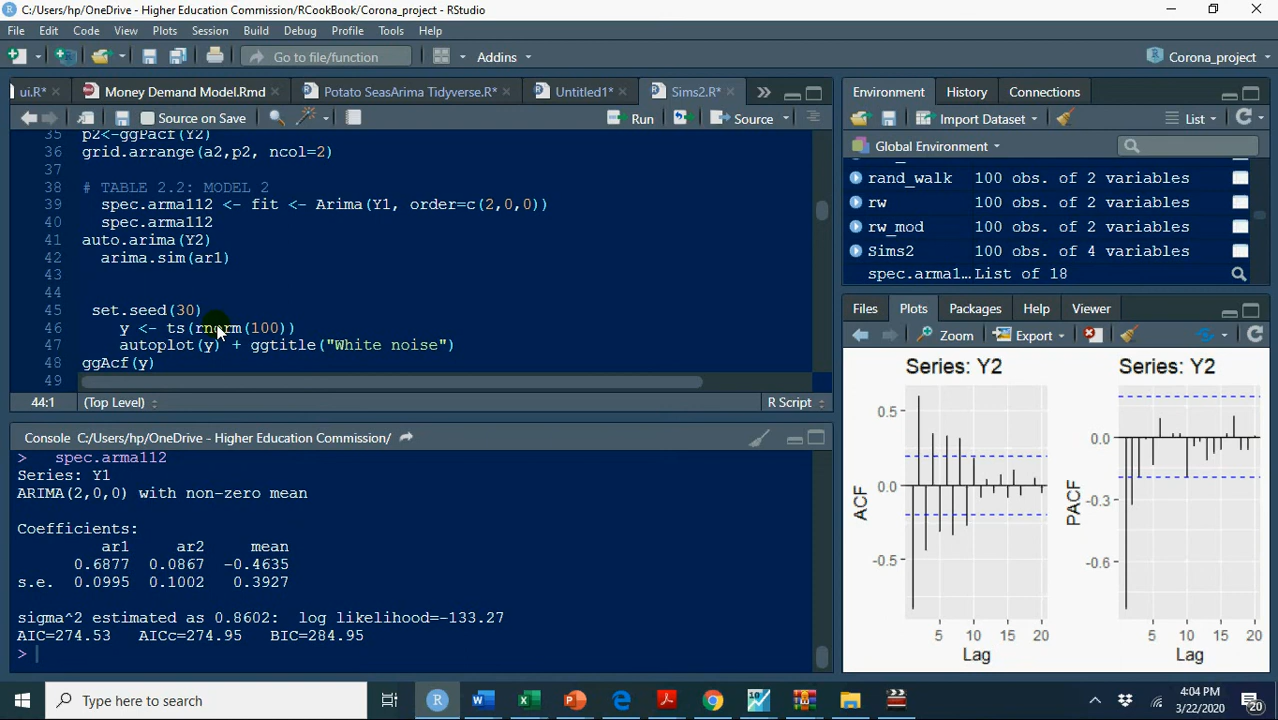 C:/Users/hp/OneDrive - Higher Education Commission/RCookBook/Corona_project - RStudio
File Edit Code View Plots Session Build Debug Profile Tools Help
Go to file/function Addins Corona_project
ui.R* Money Demand Model.Rmd Potato SeasArima Tidyverse.R* Untitled1* Sims2.R*
Source on Save Run Source
35 p2<-ggPacf(Y2)
36 grid.arrange(a2,p2, ncol=2)
37
38 # TABLE 2.2: MODEL 2
39 spec.arma112 <- fit <- Arima(Y1, order=c(2,0,0))
40 spec.arma112
41 auto.arima(Y2)
42 arima.sim(ar1)
43
44
45 set.seed(30)
46 y <- ts(rnorm(100))
47 autoplot(y) + ggtitle("White noise")
48 ggAcf(y)
49
44:1 (Top Level) R Script
Console C:/Users/hp/OneDrive - Higher Education Commission/
> spec.arma112
Series: Y1
ARIMA(2,0,0) with non-zero mean
Coefficients:
ar1 ar2 mean
0.6877 0.0867 -0.4635
s.e. 0.0995 0.1002 0.3927
sigma^2 estimated as 0.8602: log likelihood=-133.27
AIC=274.53 AICc=274.95 BIC=284.95
>
Environment History Connections
Import Dataset List
Global Environment
rand_walk 100 obs. of 2 variables
rw 100 obs. of 2 variables
rw_mod 100 obs. of 2 variables
Sims2 100 obs. of 4 variables
spec.arma1… List of 18
Files Plots Packages Help Viewer
Zoom Export
Series: Y2
ACF
0.5
0.0
-0.5
5 10 15 20
Lag
Series: Y2
PACF
0.0
-0.3
-0.6
5 10 15 20
Lag
Type here to search
4:04 PM
3/22/2020
20